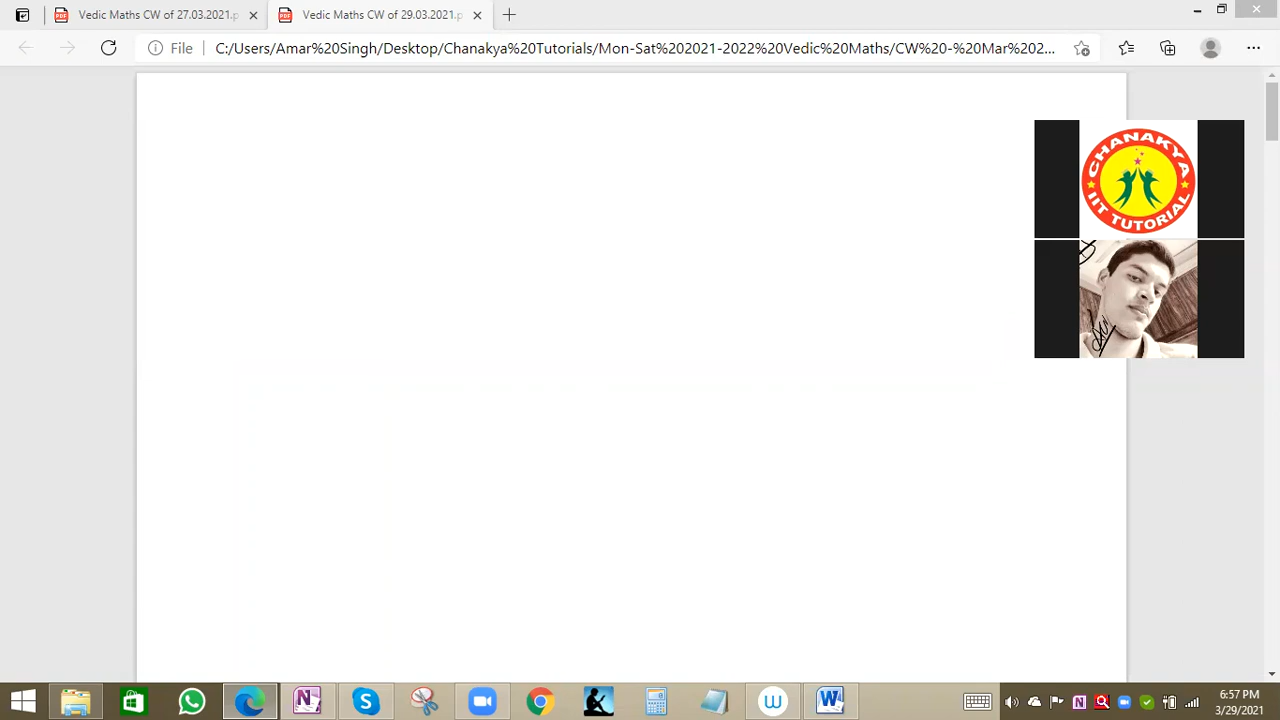 Vedic Maths CW of 27.03.2021.p
Vedic Maths CW of 29.03.2021.p
File
C:/Users/Amar%20Singh/Desktop/Chanakya%20Tutorials/Mon-Sat%202021-2022%20Vedic%20Maths/CW%20-%20Mar%202...
CHANAKYA
IIT TUTORIAL
6:57 PM
3/29/2021